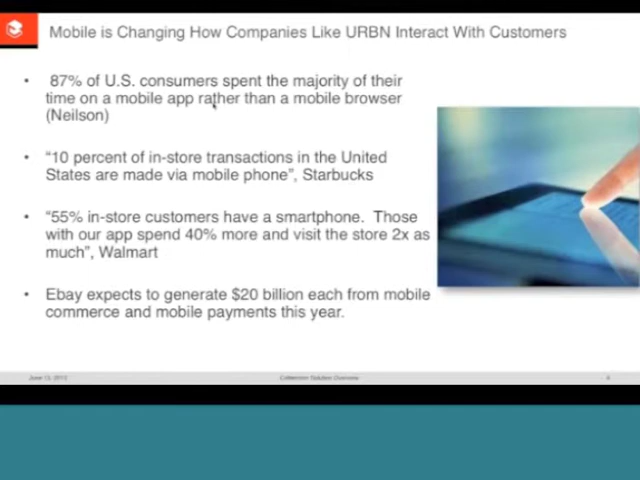 Mobile is Changing How Companies Like URBN Interact With Customers
• 87% of U.S. consumers spent the majority of their
time on a mobile app rather than a mobile browser
(Neilson)
• “10 percent of in-store transactions in the United
States are made via mobile phone”, Starbucks
• “55% in-store customers have a smartphone. Those
with our app spend 40% more and visit the store 2x as
much”, Walmart
• Ebay expects to generate $20 billion each from mobile
commerce and mobile payments this year.
Solution Overview